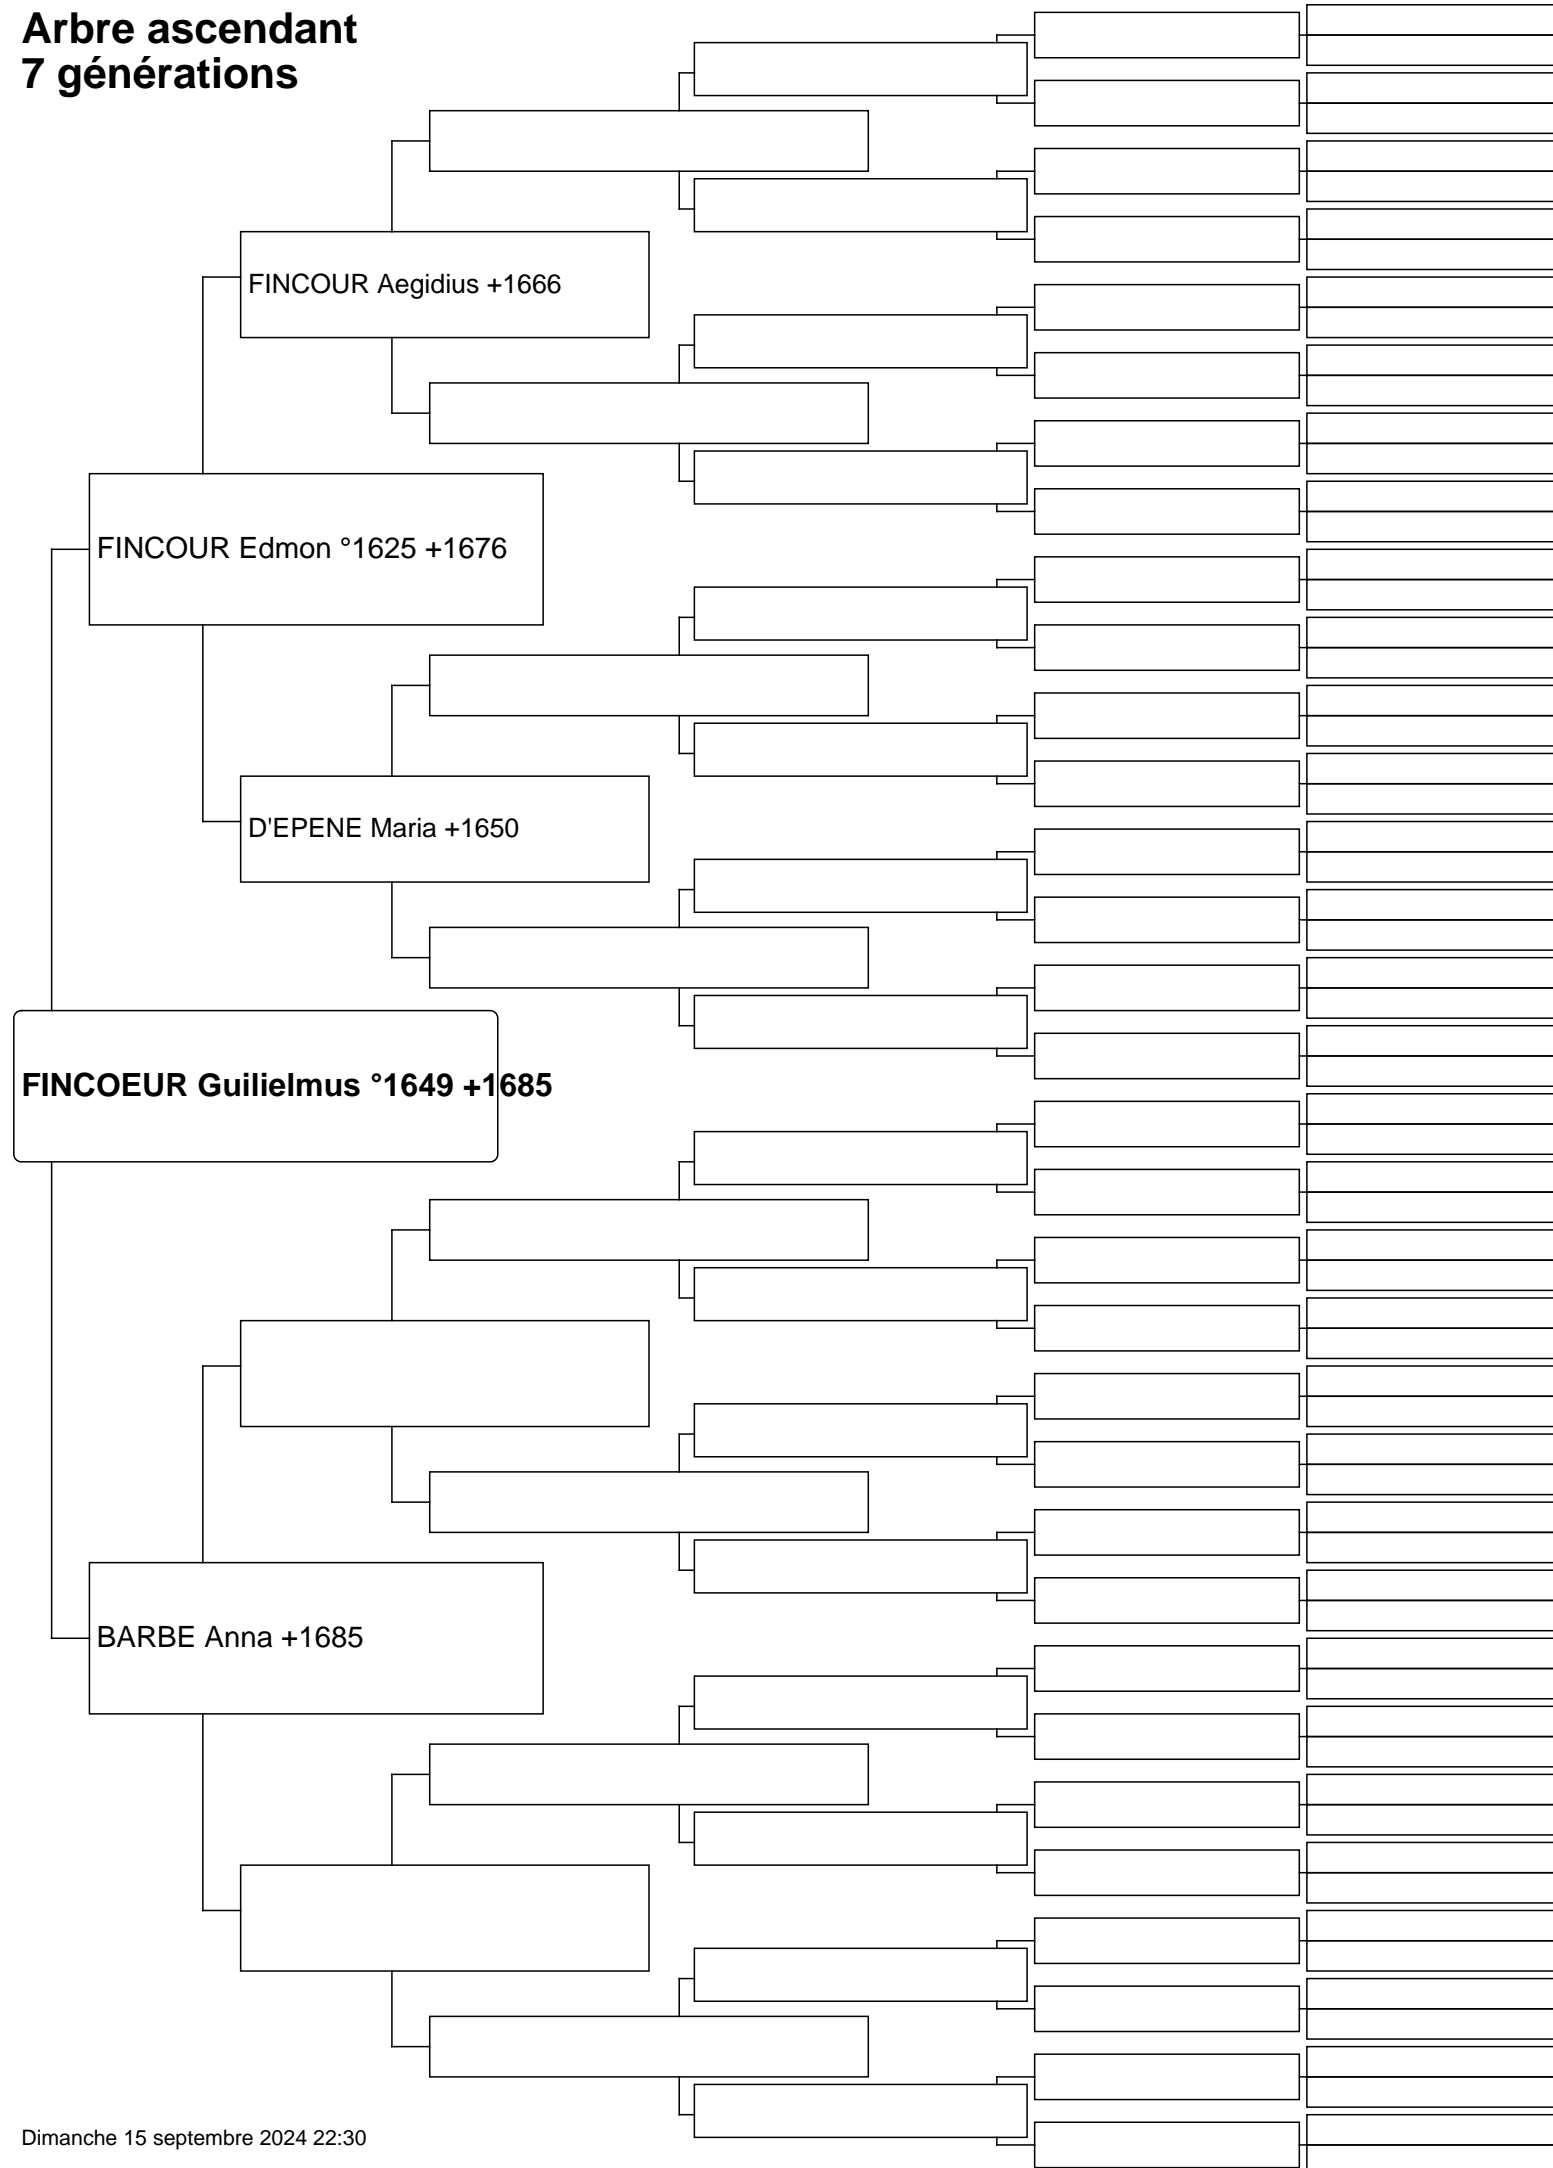 Arbre ascendant
7 générations
FINCOUR Aegidius +1666
FINCOUR Edmon °1625 +1676
D'EPENE Maria +1650
FINCOEUR Guilielmus °1649 +1685
BARBE Anna +1685
Dimanche 15 septembre 2024 22:30